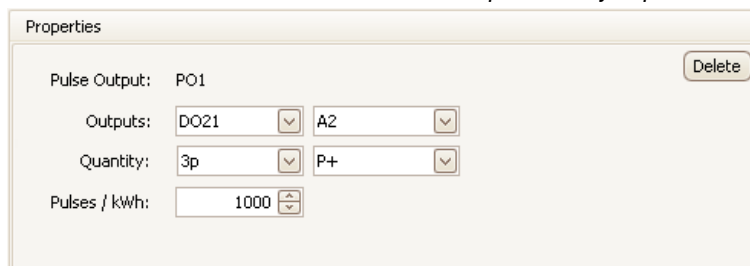 Properties
Delete
Pulse Output: PO1
Outputs: DO21 A2
Quantity: 3p P+
Pulses / kWh: 1000